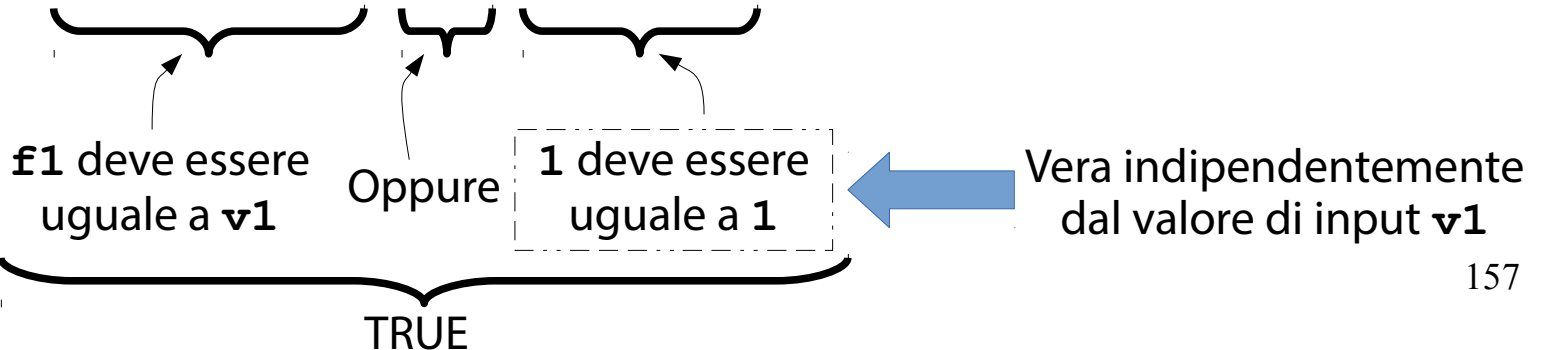 f1 deve essere
uguale a v1
Oppure
1 deve essere
uguale a 1
Vera indipendentemente
dal valore di input v1
157
TRUE